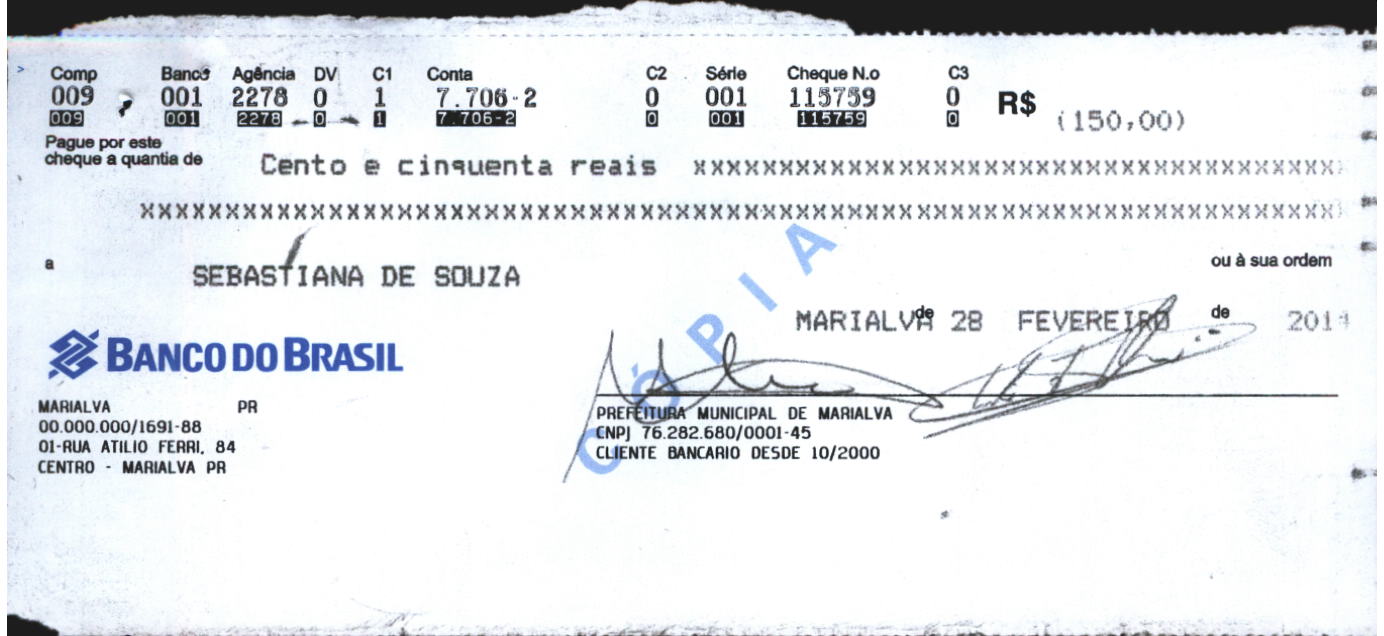 Comp Banco Agência DV C1 Conta C2 Série Cheque N.o C3
009 001 2278 0 1 7.706-2 0 001 115759 0 R$ (150,00)
009 001 2278 0 1 7.706-2 0 001 115759 0
Pague por este
cheque a quantia de Cento e cinquenta reais xxxxxxxxxxxxxxxxxxxxxxxxxxxxxxxxxxxxxx
xxxxxxxxxxxxxxxxxxxxxxxxxxxxxxxxxxxxxxxxxxxxxxxxxxxxxxxxxxxxxxxxxxxxxx
a SEBASTIANA DE SOUZA ou à sua ordem
MARIALVA de 28 FEVEREIRO de 2014
CÓPIA
BANCO DO BRASIL
MARIALVA PR
00.000.000/1691-88
01-RUA ATILIO FERRI, 84
CENTRO - MARIALVA PR
PREFEITURA MUNICIPAL DE MARIALVA
CNPJ 76.282.680/0001-45
CLIENTE BANCARIO DESDE 10/2000